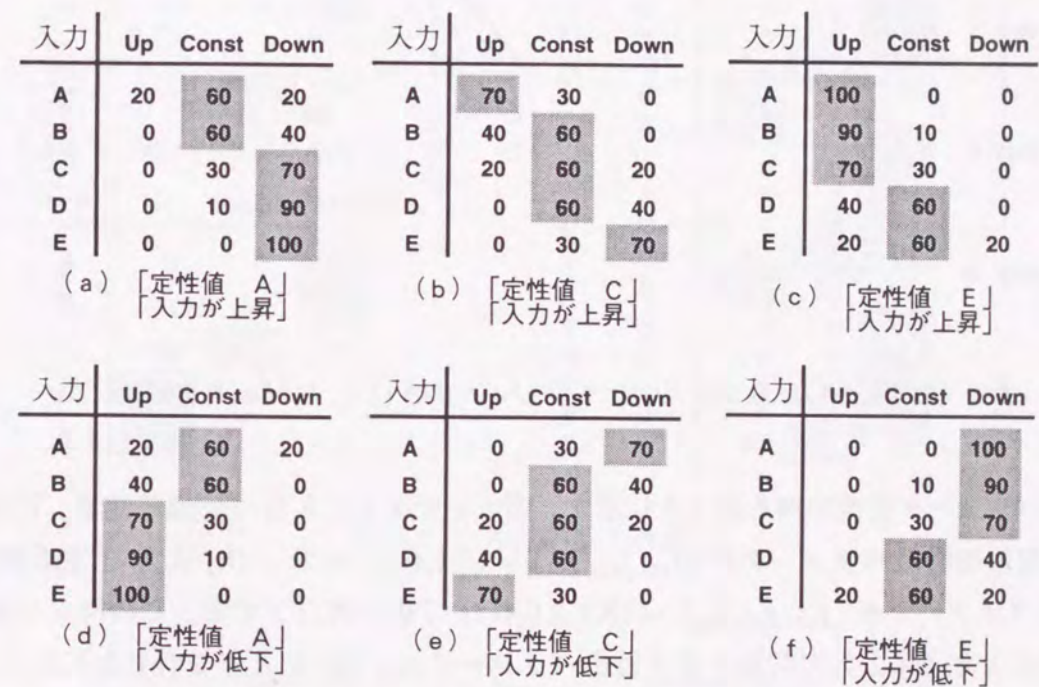 入力 Up Const Down
A 20 60 20
B 0 60 40
C 0 30 70
D 0 10 90
E 0 0 100
(a) 「定性値 A」
「入力が上昇」
入力 Up Const Down
A 70 30 0
B 40 60 0
C 20 60 20
D 0 60 40
E 0 30 70
(b) 「定性値 C」
「入力が上昇」
入力 Up Const Down
A 100 0 0
B 90 10 0
C 70 30 0
D 40 60 0
E 20 60 20
(c) 「定性値 E」
「入力が上昇」
入力 Up Const Down
A 20 60 20
B 40 60 0
C 70 30 0
D 90 10 0
E 100 0 0
(d) 「定性値 A」
「入力が低下」
入力 Up Const Down
A 0 30 70
B 0 60 40
C 20 60 20
D 40 60 0
E 70 30 0
(e) 「定性値 C」
「入力が低下」
入力 Up Const Down
A 0 0 100
B 0 10 90
C 0 30 70
D 0 60 40
E 20 60 20
(f) 「定性値 E」
「入力が低下」